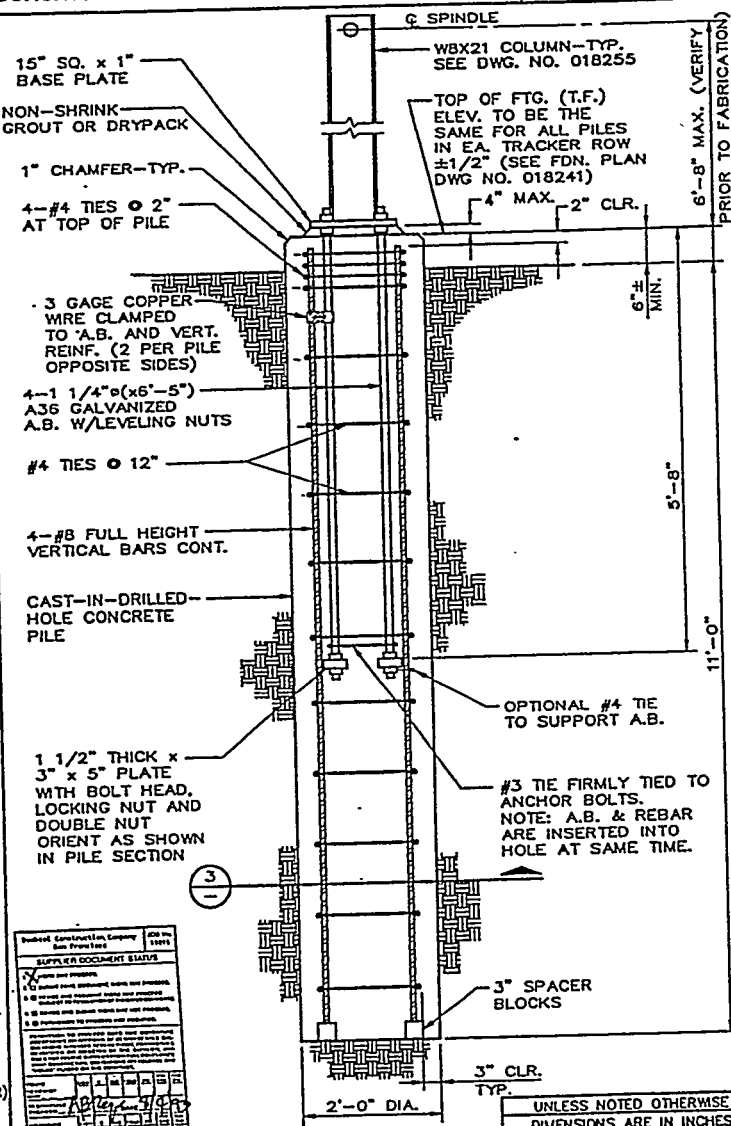 ℄ SPINDLE
W8X21 COLUMN-TYP.
SEE DWG. NO. 018255
15" SQ. x 1"
BASE PLATE
NON-SHRINK
GROUT OR DRYPACK
1" CHAMFER-TYP.
4-#4 TIES @ 2"
AT TOP OF PILE
TOP OF FTG. (T.F.)
ELEV. TO BE THE
SAME FOR ALL PILES
IN EA. TRACKER ROW
±1/2" (SEE FDN. PLAN
DWG NO. 018241)
4" MAX.
2" CLR.
6'-8" MAX. (VERIFY
PRIOR TO FABRICATION)
6"±
MIN.
3 GAGE COPPER
WIRE CLAMPED
TO A.B. AND VERT.
REINF. (2 PER PILE
OPPOSITE SIDES)
4-1 1/4"ø(x6'-5")
A36 GALVANIZED
A.B. W/LEVELING NUTS
#4 TIES @ 12"
4-#8 FULL HEIGHT
VERTICAL BARS CONT.
CAST-IN-DRILLED-
HOLE CONCRETE
PILE
5'-8"
11'-0"
OPTIONAL #4 TIE
TO SUPPORT A.B.
1 1/2" THICK x
3" x 5" PLATE
WITH BOLT HEAD,
LOCKING NUT AND
DOUBLE NUT
ORIENT AS SHOWN
IN PILE SECTION
#3 TIE FIRMLY TIED TO
ANCHOR BOLTS.
NOTE: A.B. & REBAR
ARE INSERTED INTO
HOLE AT SAME TIME.
3
–
3" SPACER
BLOCKS
3" CLR.
TYP.
2'-0" DIA.
Construction Company
San Francisco
SUPPLIER DOCUMENT STATUS
UNLESS NOTED OTHERWISE
DIMENSIONS ARE IN INCHES